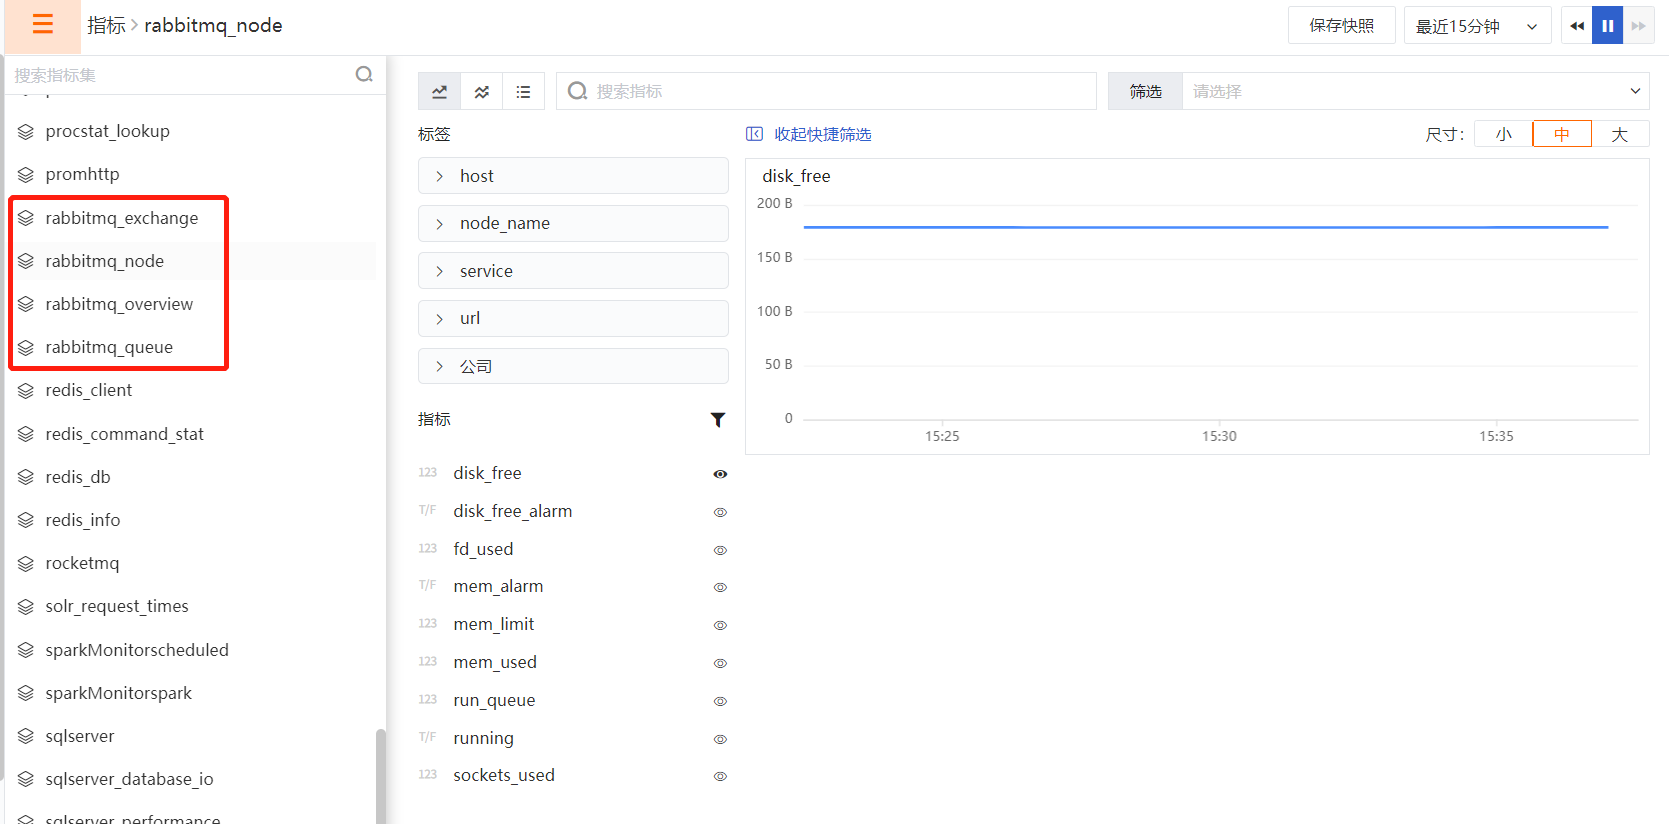 指标 > rabbitmq_node
保存快照
最近15分钟
搜索指标集
procstat_lookup
promhttp
rabbitmq_exchange
rabbitmq_node
rabbitmq_overview
rabbitmq_queue
redis_client
redis_command_stat
redis_db
redis_info
rocketmq
solr_request_times
sparkMonitorscheduled
sparkMonitorspark
sqlserver
sqlserver_database_io
sqlserver_performance
搜索指标
筛选
请选择
标签
host
node_name
service
url
公司
指标
123 disk_free
T/F disk_free_alarm
123 fd_used
T/F mem_alarm
123 mem_limit
123 mem_used
123 run_queue
T/F running
123 sockets_used
收起快捷筛选
尺寸: 小 中 大
disk_free
200 B
150 B
100 B
50 B
0
15:25 15:30 15:35